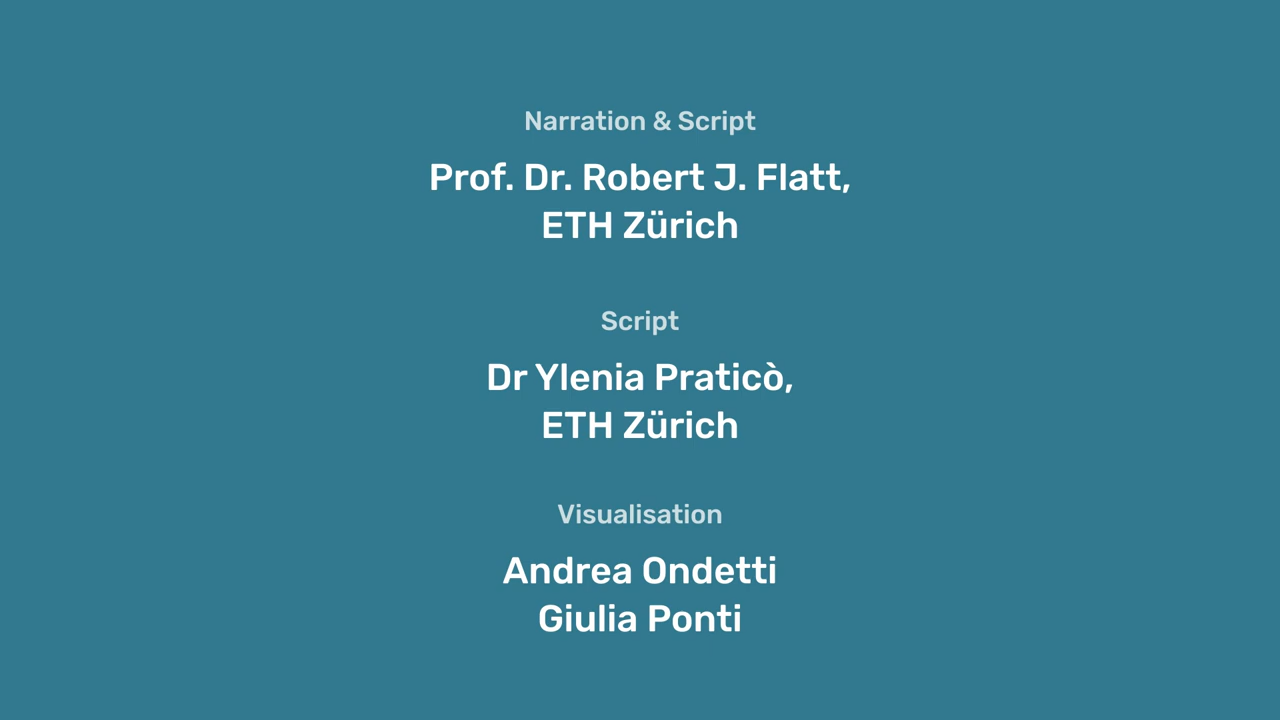 Narration & Script
Prof. Dr. Robert J. Flatt,
ETH Zürich
Script
Dr Ylenia Praticò,
ETH Zürich
Visualisation
Andrea Ondetti
Giulia Ponti